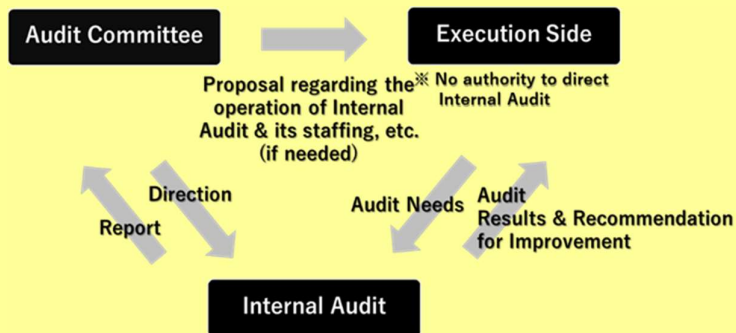 Audit Committee
Execution Side
Proposal regarding the
operation of Internal
Audit & its staffing, etc.
(if needed)
※ No authority to direct
Internal Audit
Direction
Report
Audit Needs
Audit
Results & Recommendation
for Improvement
Internal Audit